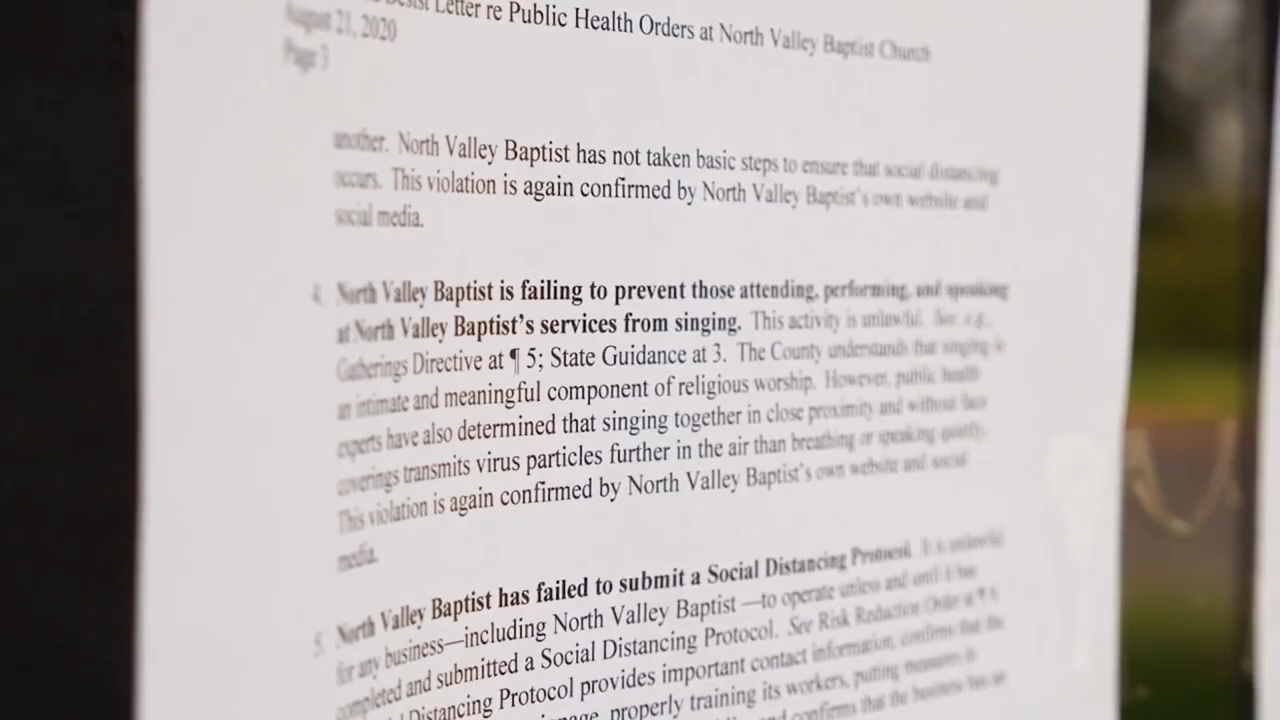 Letter re Public Health Orders at North Valley Baptist Church
August 21, 2020
Page 3
another. North Valley Baptist has not taken basic steps to ensure that social distancing
occurs. This violation is again confirmed by North Valley Baptist's own website and
social media.
4. North Valley Baptist is failing to prevent those attending, performing, and speaking
at North Valley Baptist's services from singing. This activity is unlawful. See, e.g.,
Gatherings Directive at ¶ 5; State Guidance at 3. The County understands that singing is
an intimate and meaningful component of religious worship. However, public health
experts have also determined that singing together in close proximity and without face
coverings transmits virus particles further in the air than breathing or speaking quietly.
This violation is again confirmed by North Valley Baptist's own website and social
media.
5. North Valley Baptist has failed to submit a Social Distancing Protocol. It is unlawful
for any business—including North Valley Baptist—to operate unless and until it has
completed and submitted a Social Distancing Protocol. See Risk Reduction Order at ¶
Distancing Protocol provides important contact information, confirms that the
properly training its workers, putting measures in
and confirms that the business has